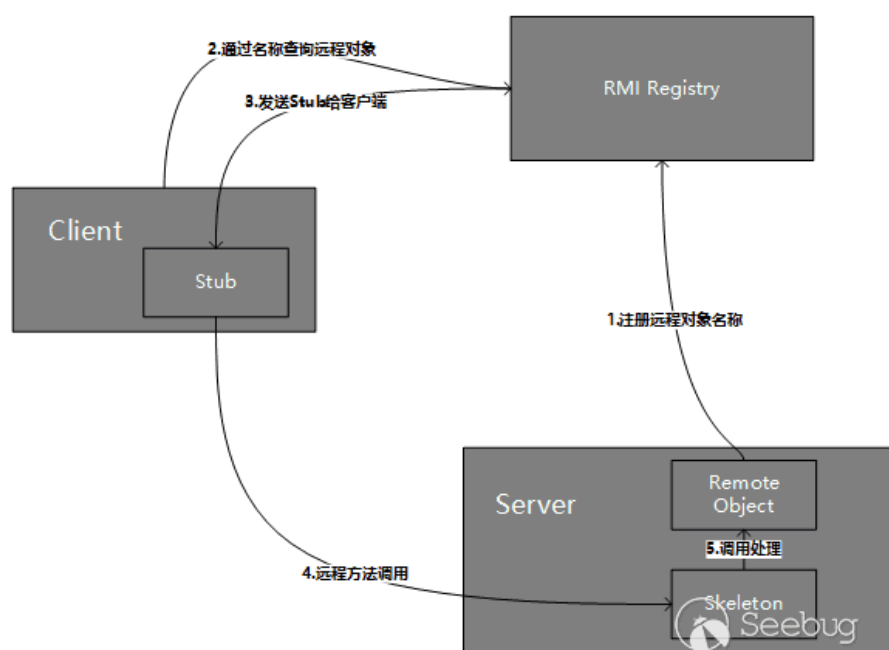 2.通过名称查询远程对象
RMI Registry
3.发送Stub给客户端
Client
Stub
1.注册远程对象名称
Server
Remote
Object
5.调用处理
4.远程方法调用
Skeleton
Seebug